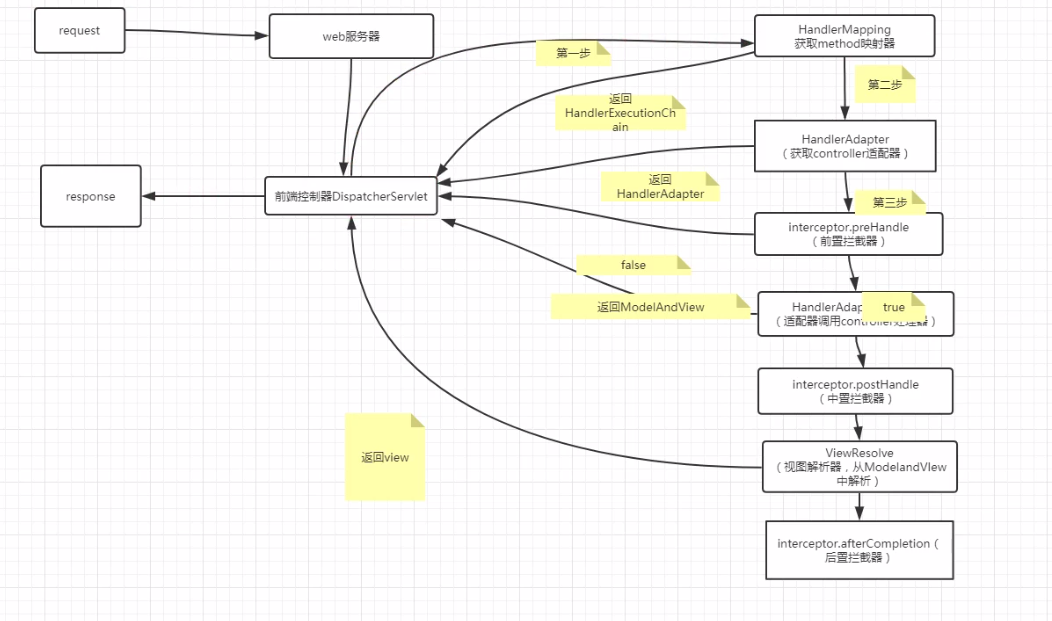 request
web服务器
HandlerMapping
获取method映射器
第一步
第二步
返回
HandlerExecutionCh
ain
HandlerAdapter
（获取controller适配器）
response
前端控制器DispatcherServlet
返回
HandlerAdapter
第三步
interceptor.preHandle
（前置拦截器）
false
返回ModelAndView
HandlerAdap
true
（适配器调用controller处理器）
interceptor.postHandle
（中置拦截器）
返回view
ViewResolve
（视图解析器，从ModelandVIew
中解析）
interceptor.afterCompletion（
后置拦截器）